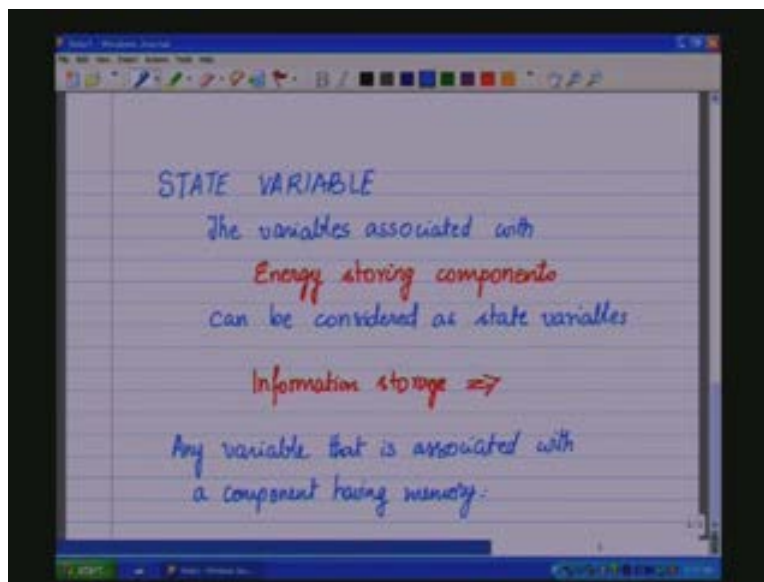 STATE VARIABLE
The variables associated with
Energy storing components
can be considered as state variables
Information storage ⇒
Any variable that is associated with
a component having memory.